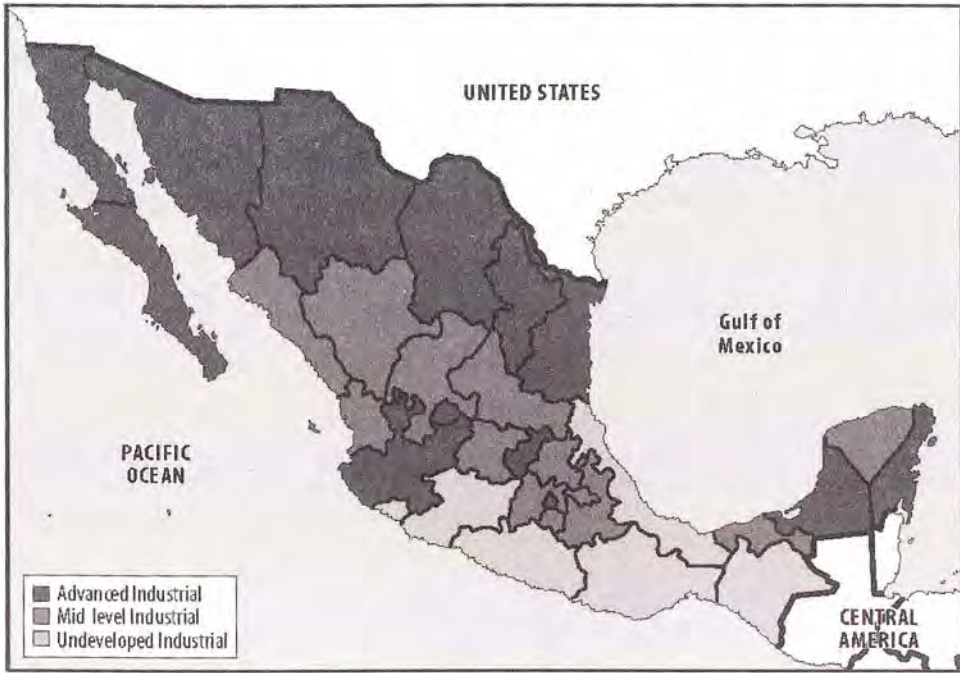 UNITED STATES
Gulf of
Mexico
PACIFIC
OCEAN
Advanced Industrial
Mid level Industrial
Undeveloped Industrial
CENTRAL
AMERICA